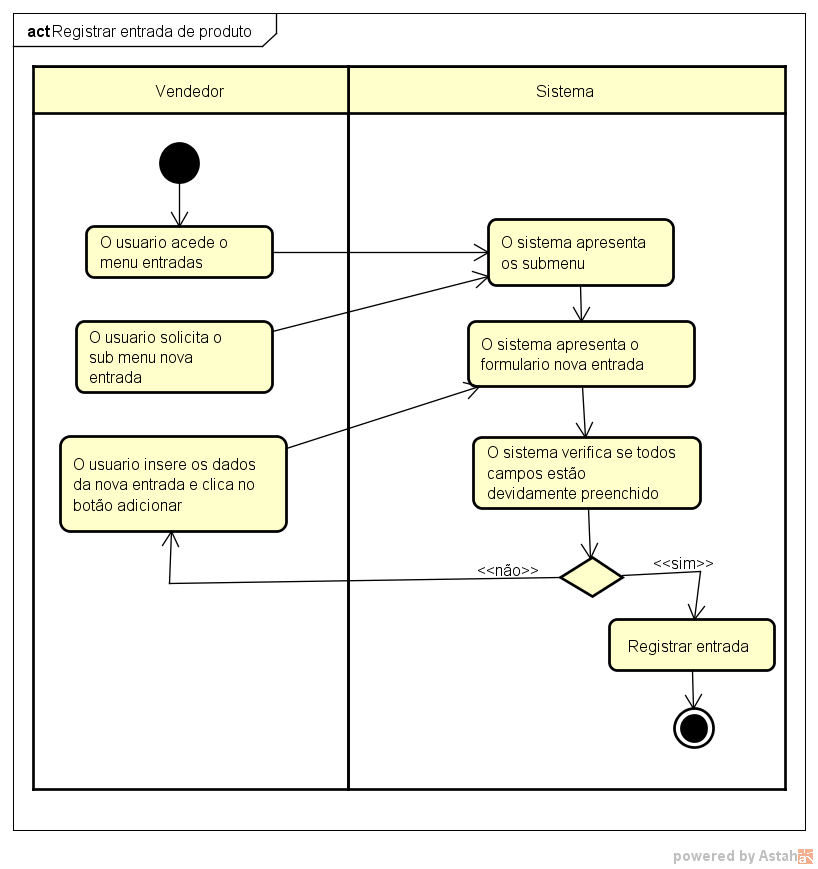 act Registrar entrada de produto
Vendedor
Sistema
O usuario acede o
menu entradas
O sistema apresenta
os submenu
O usuario solicita o
sub menu nova
entrada
O sistema apresenta o
formulario nova entrada
O usuario insere os dados
da nova entrada e clica no
botão adicionar
O sistema verifica se todos
campos estão
devidamente preenchido
<<não>>
<<sim>>
Registrar entrada
powered by Astah